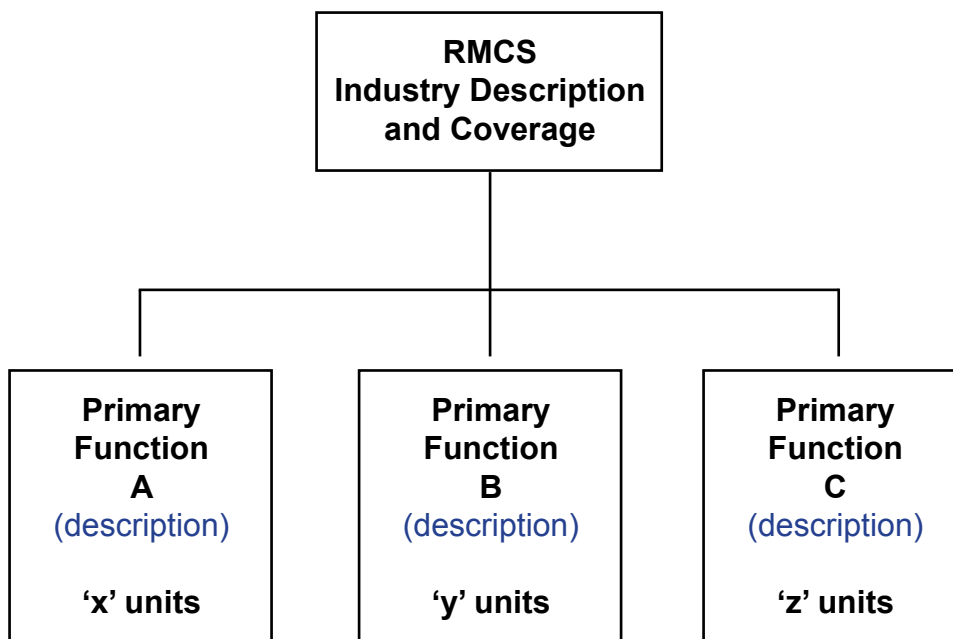 RMCS
Industry Description
and Coverage
Primary
Function
A
(description)
‘x’ units
Primary
Function
B
(description)
‘y’ units
Primary
Function
C
(description)
‘z’ units